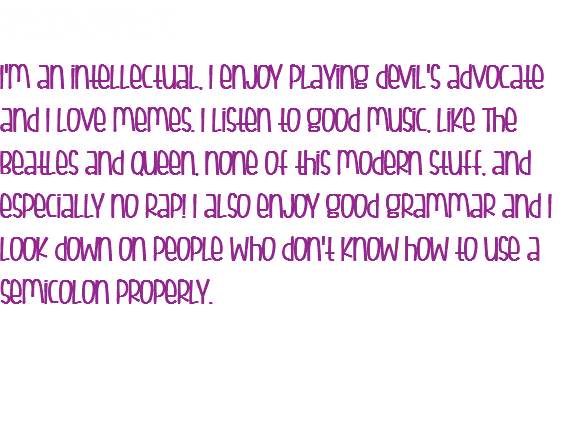 I'm an intellectual, I enjoy playing devil's advocate
and I love memes. I listen to good music, like The
Beatles and Queen, none of this modern stuff, and
especially no rap! I also enjoy good grammar and I
look down on people who don't know how to use a
semicolon properly.